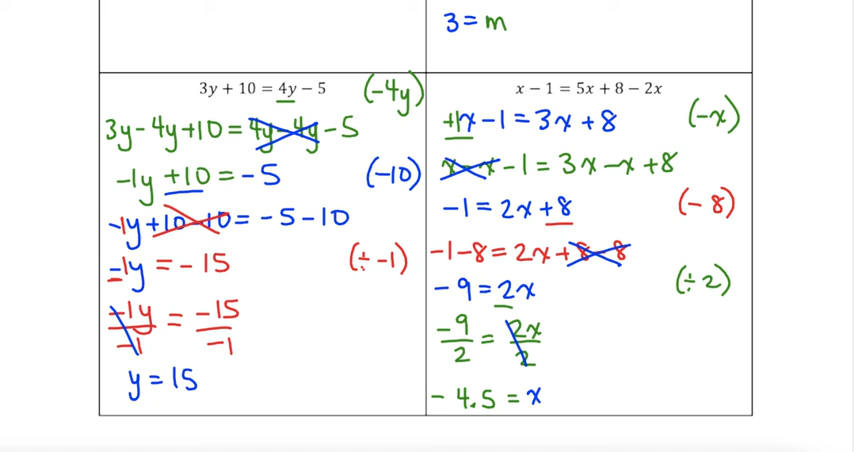 3 = m
3y + 10 = 4y − 5 (-4y)
3y - 4y + 10 = 4y - 4y - 5
-1y + 10 = -5 (-10)
-1y + 10 - 10 = -5 - 10
-1y = -15 (÷ -1)
-1y/-1 = -15/-1
y = 15
x − 1 = 5x + 8 − 2x
+1x - 1 = 3x + 8 (-x)
x - x - 1 = 3x - x + 8
-1 = 2x + 8 (- 8)
-1 - 8 = 2x + 8 - 8
-9 = 2x (÷ 2)
-9/2 = 2x/2
-4.5 = x